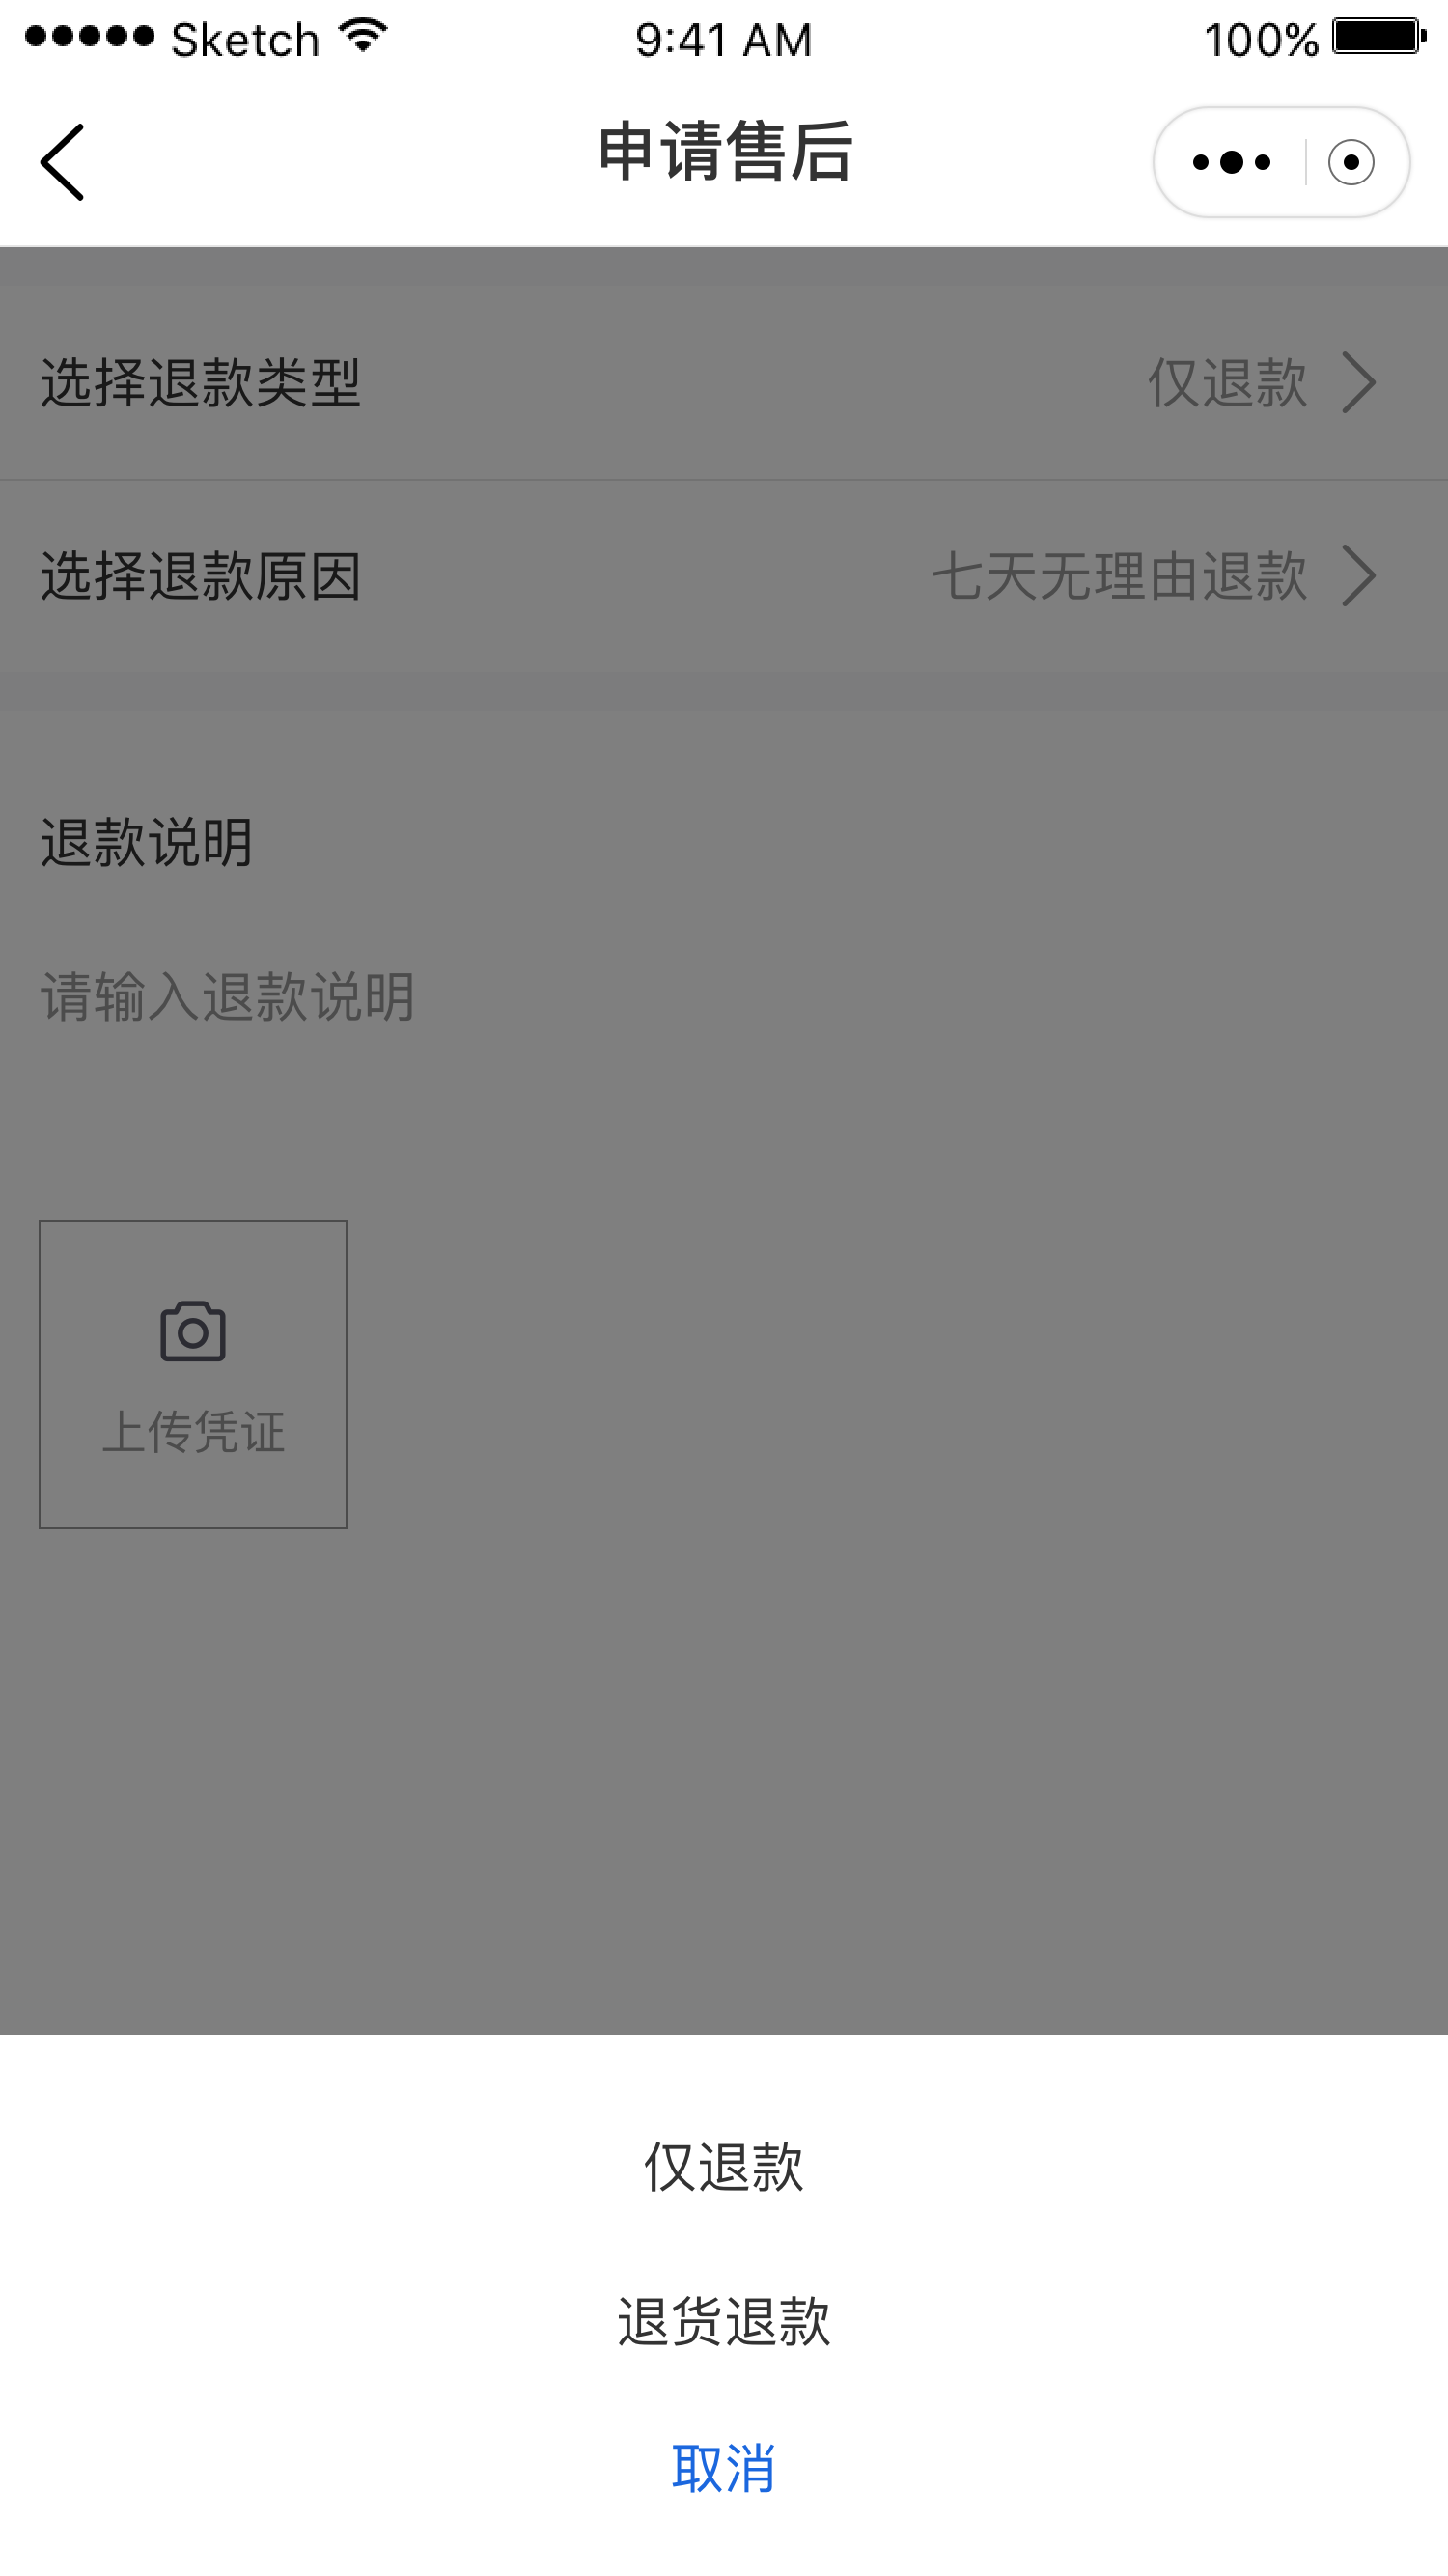 Sketch 9:41 AM 100%
申请售后
选择退款类型 仅退款
选择退款原因 七天无理由退款
退款说明
请输入退款说明
上传凭证
仅退款
退货退款
取消